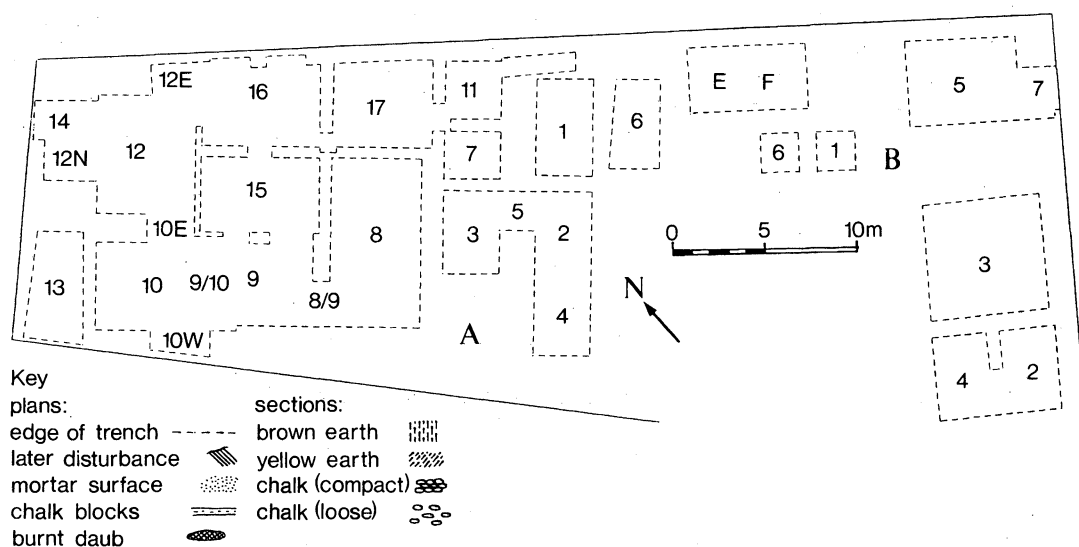 12E
16
17
11
14
12
12N
1
6
E F
5
7
7
6
1
B
15
10E
5
3
2
8
0 5 10m
3
13
10
9/10
9
8/9
N
4
10W
A
4
2
Key
plans: sections:
edge of trench brown earth
later disturbance yellow earth
mortar surface chalk (compact)
chalk blocks chalk (loose)
burnt daub